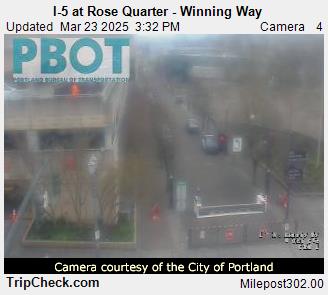 I-5 at Rose Quarter - Winning Way
Updated Mar 23 2025 3:32 PM Camera 4
PBOT
PORTLAND BUREAU OF TRANSPORTATION
Camera courtesy of the City of Portland
TripCheck.com Milepost302.00